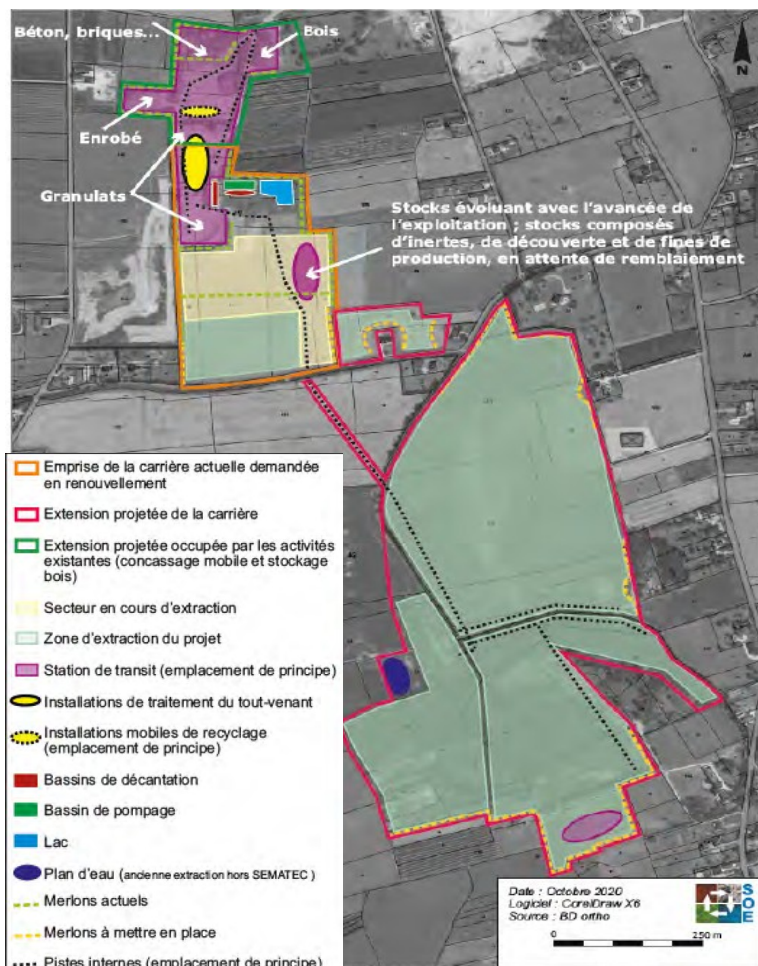 Béton, briques...
Bois
N
Enrobé
Granulats
Stocks évoluant avec l'avancée de
l'exploitation ; stocks composés
d'inertes, de découverte et de fines de
production, en attente de remblaiement
Emprise de la carrière actuelle demandée
en renouvellement
Extension projetée de la carrière
Extension projetée occupée par les activités
existantes (concassage mobile et stockage
bois)
Secteur en cours d'extraction
Zone d'extraction du projet
Station de transit (emplacement de principe)
Installations de traitement du tout-venant
Installations mobiles de recyclage
(emplacement de principe)
Bassins de décantation
Bassin de pompage
Lac
Plan d'eau (ancienne extraction hors SEMATEC )
Merlons actuels
Merlons à mettre en place
Pistes internes (emplacement de principe)
Date : Octobre 2020
Logiciel : CorelDraw X6
Source : BD ortho
SOE
0 250 m